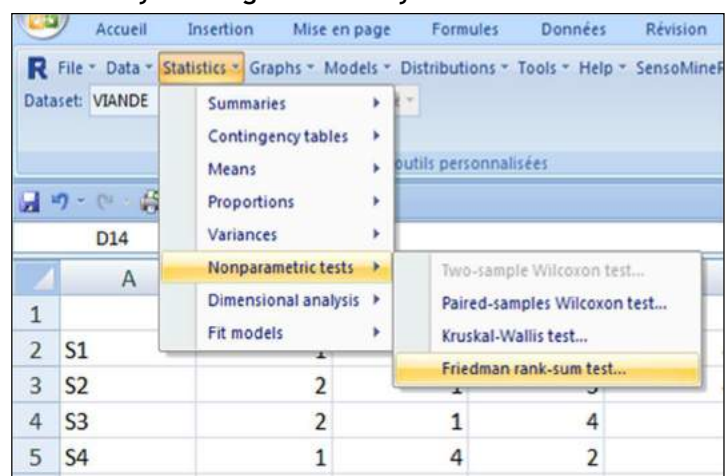 Accueil Insertion Mise en page Formules Données Révision
R File Data Statistics Graphs Models Distributions Tools Help SensoMineR
Dataset: VIANDE
Summaries
Contingency tables
Means
outils personnalisés
Proportions
Variances
D14
Nonparametric tests
Two-sample Wilcoxon test...
A
Dimensional analysis
Paired-samples Wilcoxon test...
1
Fit models
Kruskal-Wallis test...
2 S1 1
Friedman rank-sum test...
3 S2 2 1
4 S3 2 1 4
5 S4 1 4 2